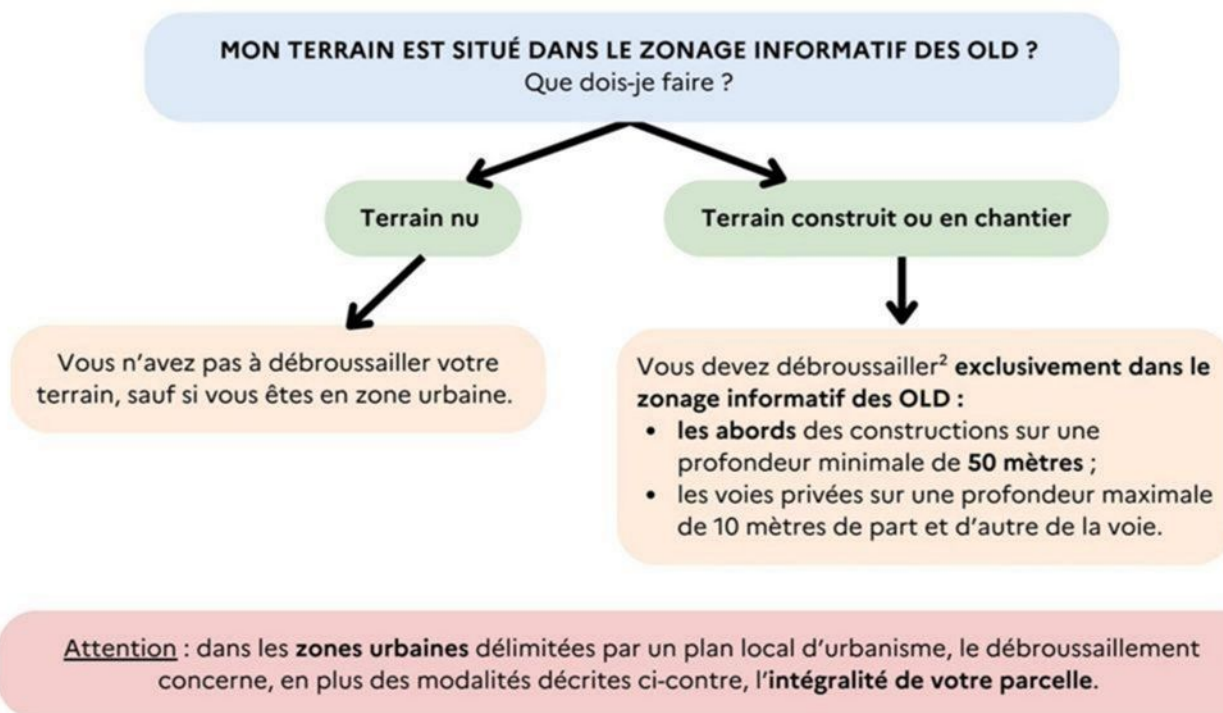 MON TERRAIN EST SITUÉ DANS LE ZONAGE INFORMATIF DES OLD ?
Que dois-je faire ?
Terrain nu
Terrain construit ou en chantier
Vous n'avez pas à débroussailler votre
terrain, sauf si vous êtes en zone urbaine.
Vous devez débroussailler² exclusivement dans le
zonage informatif des OLD :
• les abords des constructions sur une
profondeur minimale de 50 mètres ;
• les voies privées sur une profondeur maximale
de 10 mètres de part et d'autre de la voie.
Attention : dans les zones urbaines délimitées par un plan local d'urbanisme, le débroussaillement
concerne, en plus des modalités décrites ci-contre, l'intégralité de votre parcelle.